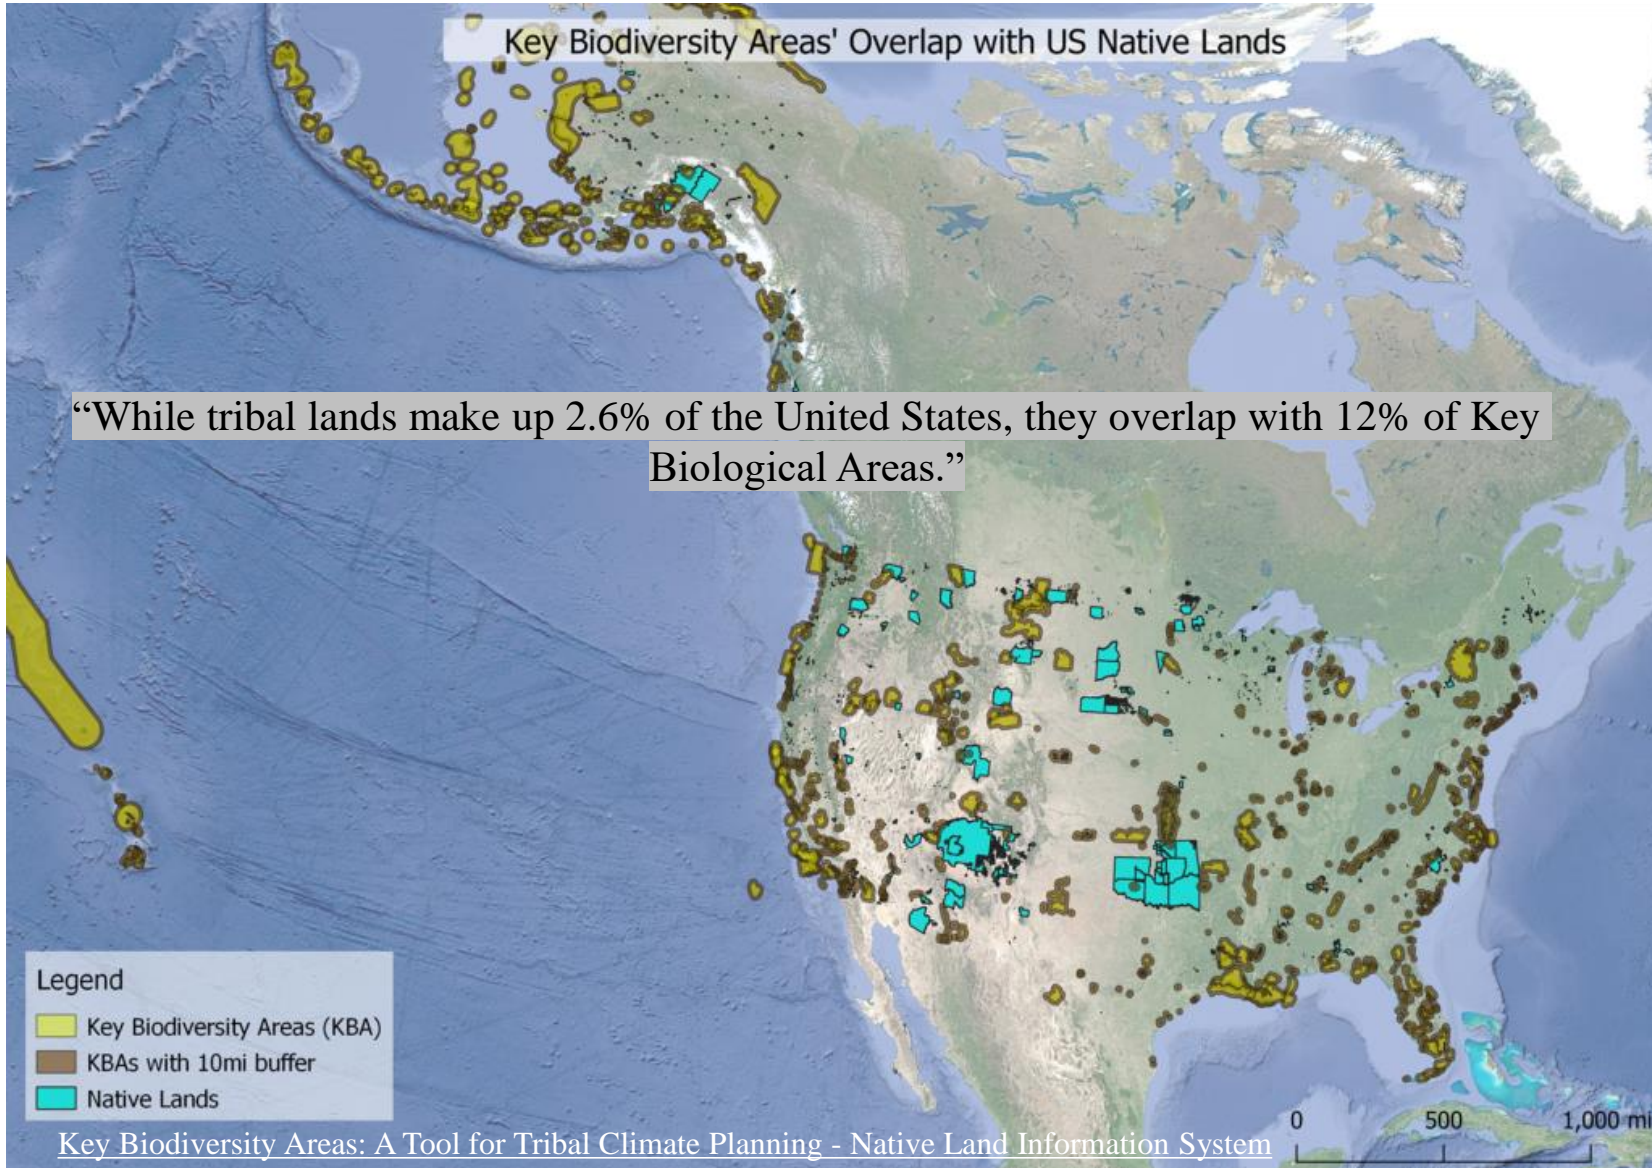 Key Biodiversity Areas' Overlap with US Native Lands
“While tribal lands make up 2.6% of the United States, they overlap with 12% of Key
Biological Areas.”
Legend
Key Biodiversity Areas (KBA)
KBAs with 10mi buffer
Native Lands
0 500 1,000 mi
Key Biodiversity Areas: A Tool for Tribal Climate Planning - Native Land Information System